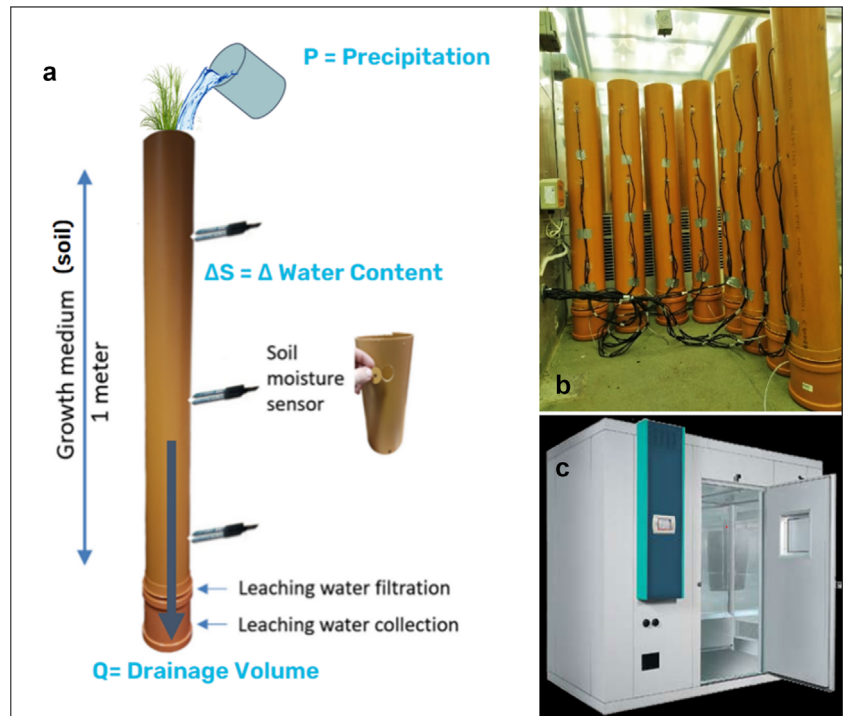 a
P = Precipitation
Growth medium (soil)
1 meter
ΔS = Δ Water Content
Soil
moisture
sensor
Leaching water filtration
Leaching water collection
Q= Drainage Volume
b
c